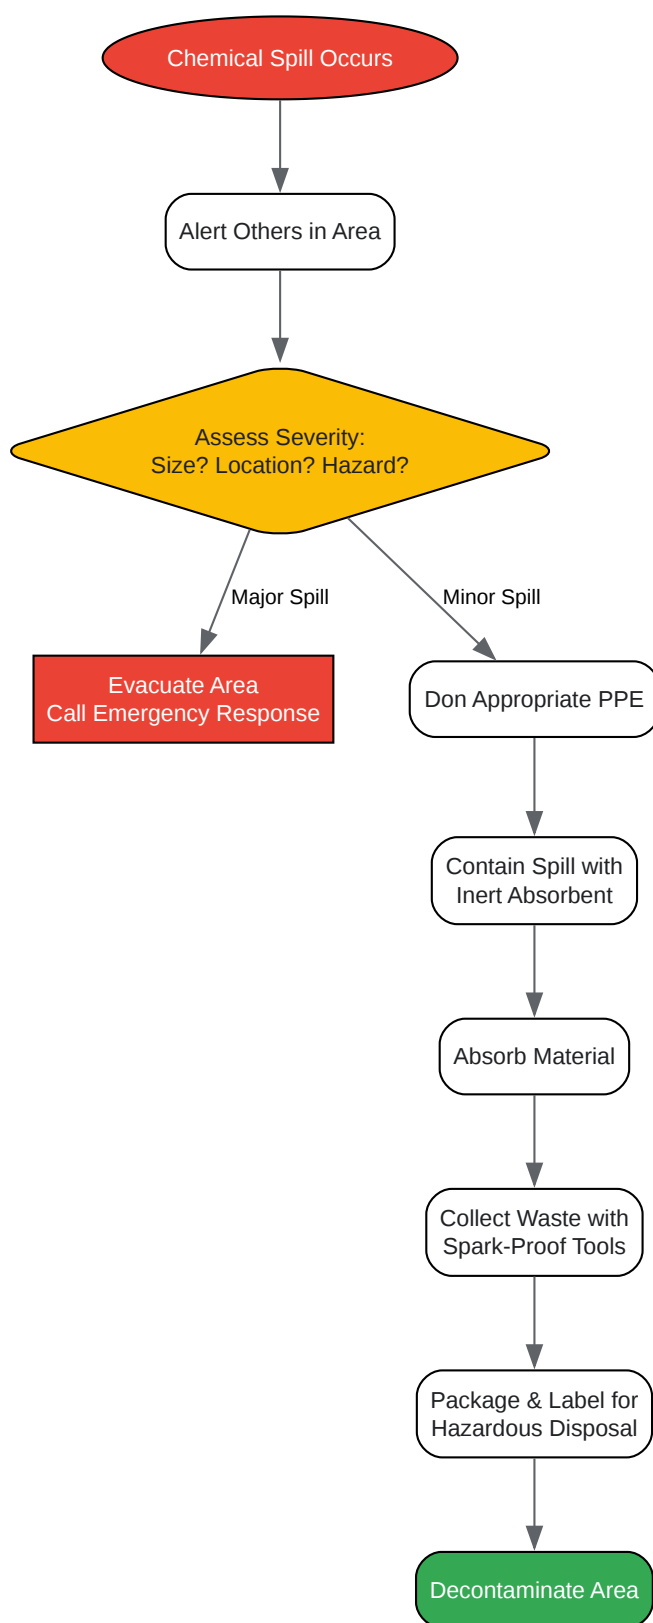 Chemical Spill Occurs
Alert Others in Area
Assess Severity:
Size? Location? Hazard?
Major Spill
Minor Spill
Evacuate Area
Call Emergency Response
Don Appropriate PPE
Contain Spill with
Inert Absorbent
Absorb Material
Collect Waste with
Spark-Proof Tools
Package & Label for
Hazardous Disposal
Decontaminate Area